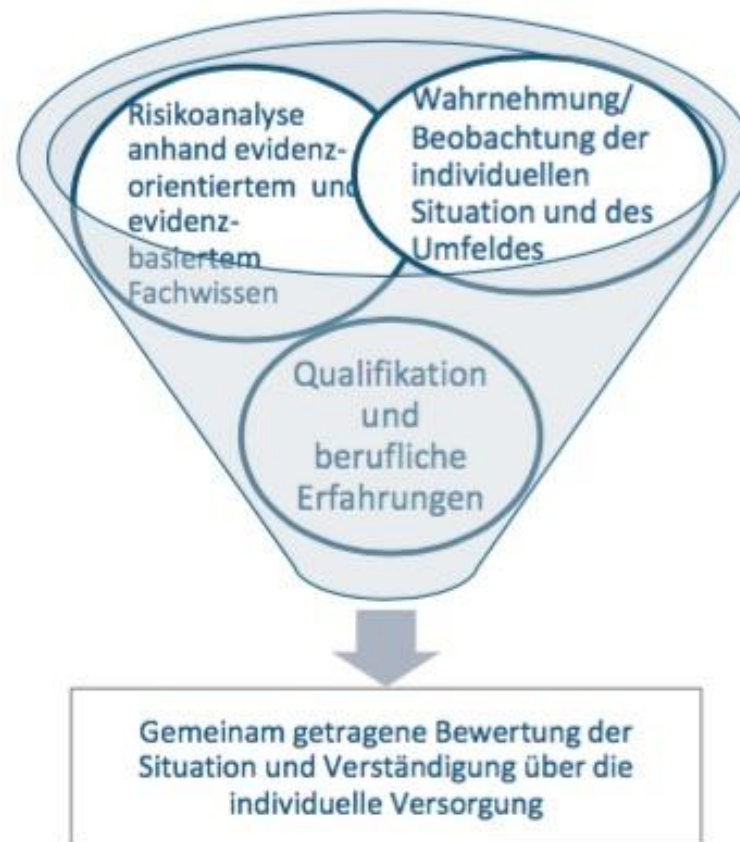 Risikoanalyse
anhand evidenz-
orientiertem und
evidenz-
basiertem
Fachwissen
Wahrnehmung/
Beobachtung der
individuellen
Situation und des
Umfeldes
Qualifikation
und
berufliche
Erfahrungen
Gemeinam getragene Bewertung der
Situation und Verständigung über die
individuelle Versorgung